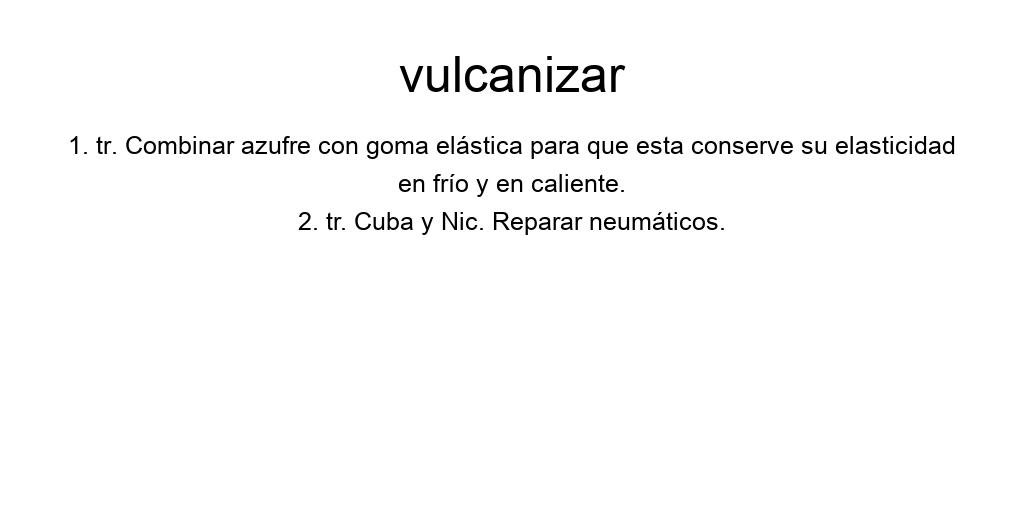 vulcanizar
1. tr. Combinar azufre con goma elástica para que esta conserve su elasticidad
en frío y en caliente.
2. tr. Cuba y Nic. Reparar neumáticos.